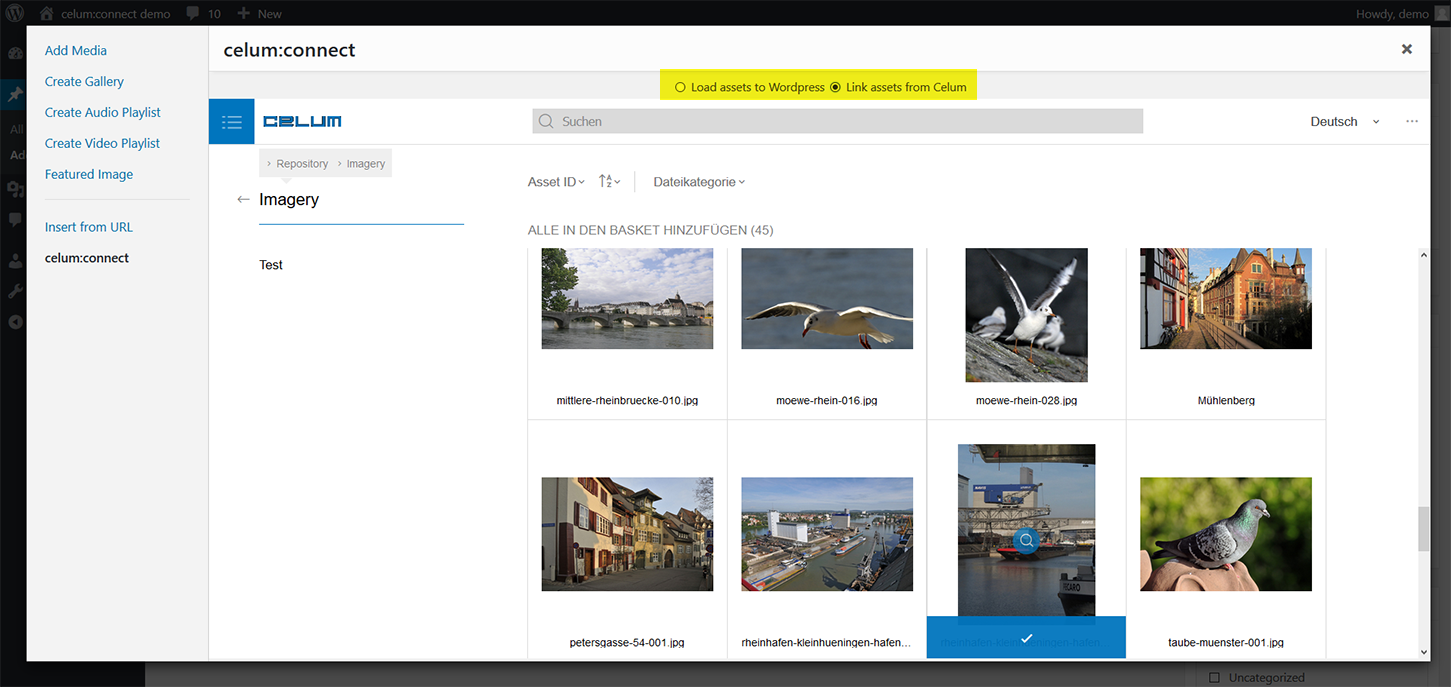 celum:connect demo 10 New Howdy, demo
Add Media
Create Gallery
Create Audio Playlist
Create Video Playlist
Featured Image
Insert from URL
celum:connect
All
Ad
celum:connect
Load assets to Wordpress Link assets from Celum
CELUM Suchen Deutsch
Repository Imagery
Imagery
Test
Asset ID Dateikategorie
ALLE IN DEN BASKET HINZUFÜGEN (45)
mittlere-rheinbruecke-010.jpg moewe-rhein-016.jpg moewe-rhein-028.jpg Mühlenberg
PICARO
petersgasse-54-001.jpg rheinhafen-kleinhueningen-hafen... rheinhafen-kleinhueningen-hafen... taube-muenster-001.jpg
Uncategorized